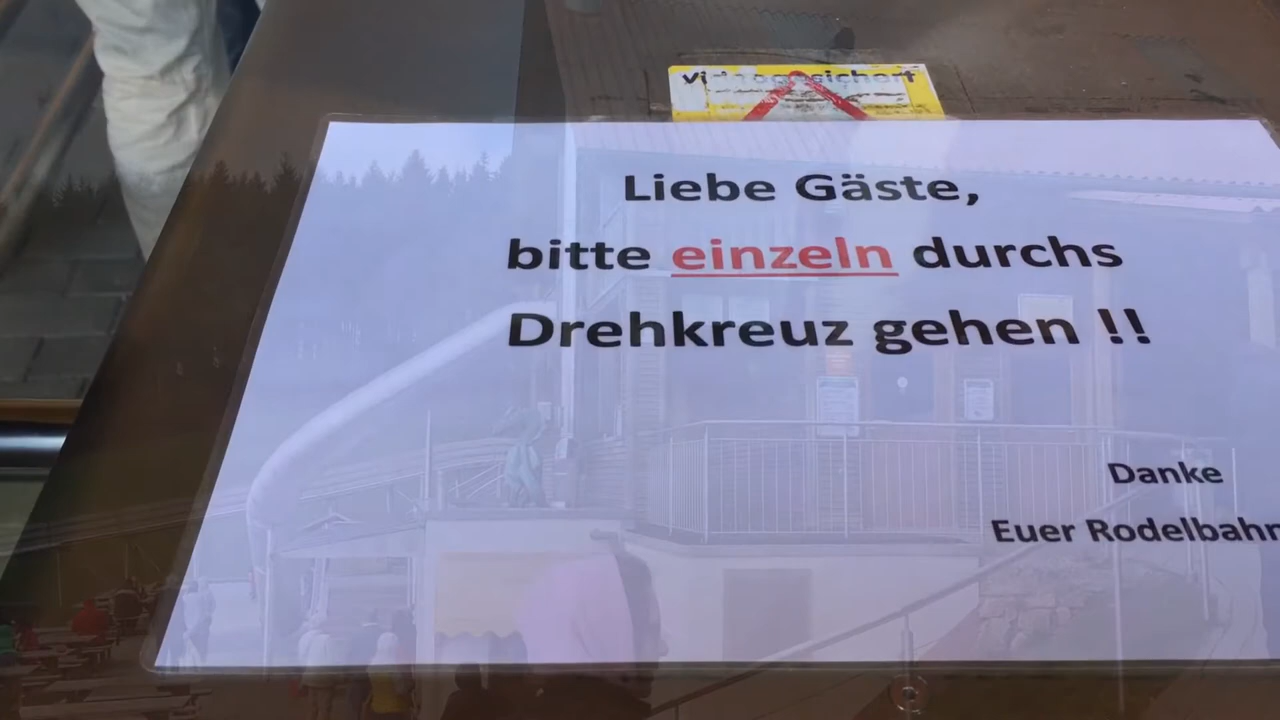 Liebe Gäste,
bitte einzeln durchs
Drehkreuz gehen !!
Danke
Euer Rodelbahn